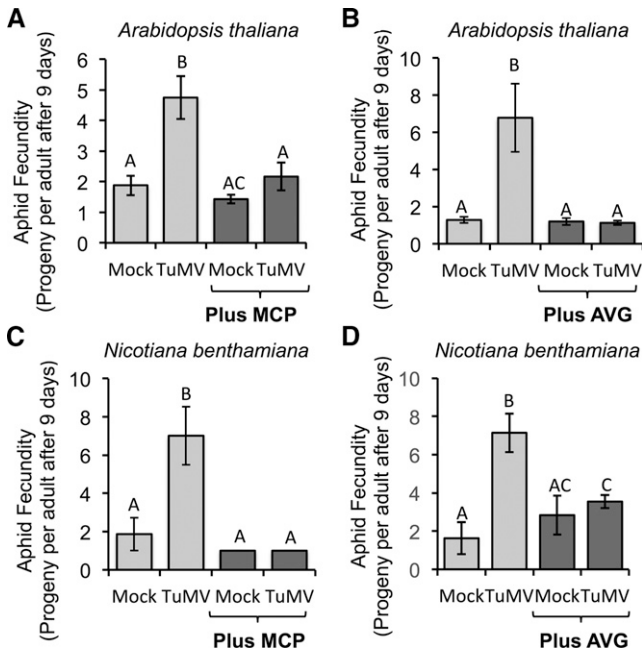 A
Arabidopsis thaliana
Aphid Fecundity
(Progeny per adult after 9 days)
6
5
4
3
2
1
0
A
B
AC
A
Mock TuMV Mock TuMV
Plus MCP
B
Arabidopsis thaliana
Aphid Fecundity
(Progeny per adult after 9 days)
10
8
6
4
2
0
A
B
A
A
Mock TuMV Mock TuMV
Plus AVG
C
Nicotiana benthamiana
Aphid Fecundity
(Progeny per adult after 9 days)
10
8
6
4
2
0
A
B
A
A
Mock TuMV Mock TuMV
Plus MCP
D
Nicotiana benthamiana
Aphid Fecundity
(Progeny per adult after 9 days)
10
8
6
4
2
0
A
B
AC
C
Mock TuMV Mock TuMV
Plus AVG